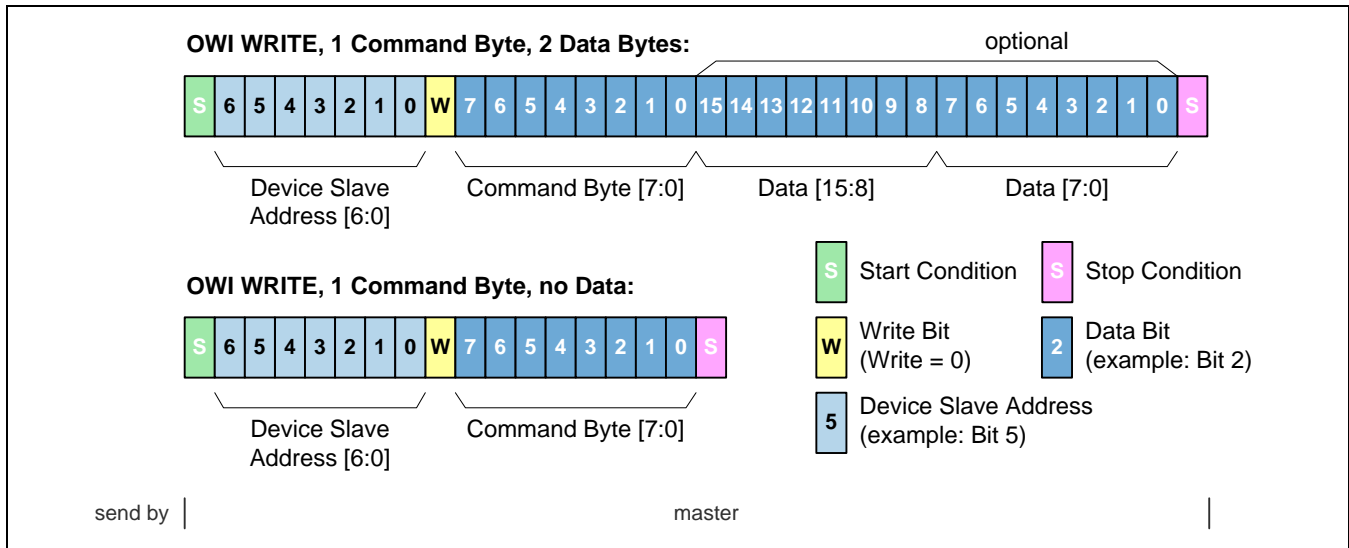 OWI WRITE, 1 Command Byte, 2 Data Bytes:
optional
S 6 5 4 3 2 1 0 W 7 6 5 4 3 2 1 0 15 14 13 12 11 10 9 8 7 6 5 4 3 2 1 0 S
Device Slave
Address [6:0]
Command Byte [7:0]
Data [15:8]
Data [7:0]
OWI WRITE, 1 Command Byte, no Data:
S 6 5 4 3 2 1 0 W 7 6 5 4 3 2 1 0 S
Device Slave
Address [6:0]
Command Byte [7:0]
S Start Condition
S Stop Condition
W Write Bit
(Write = 0)
2 Data Bit
(example: Bit 2)
5 Device Slave Address
(example: Bit 5)
send by
master